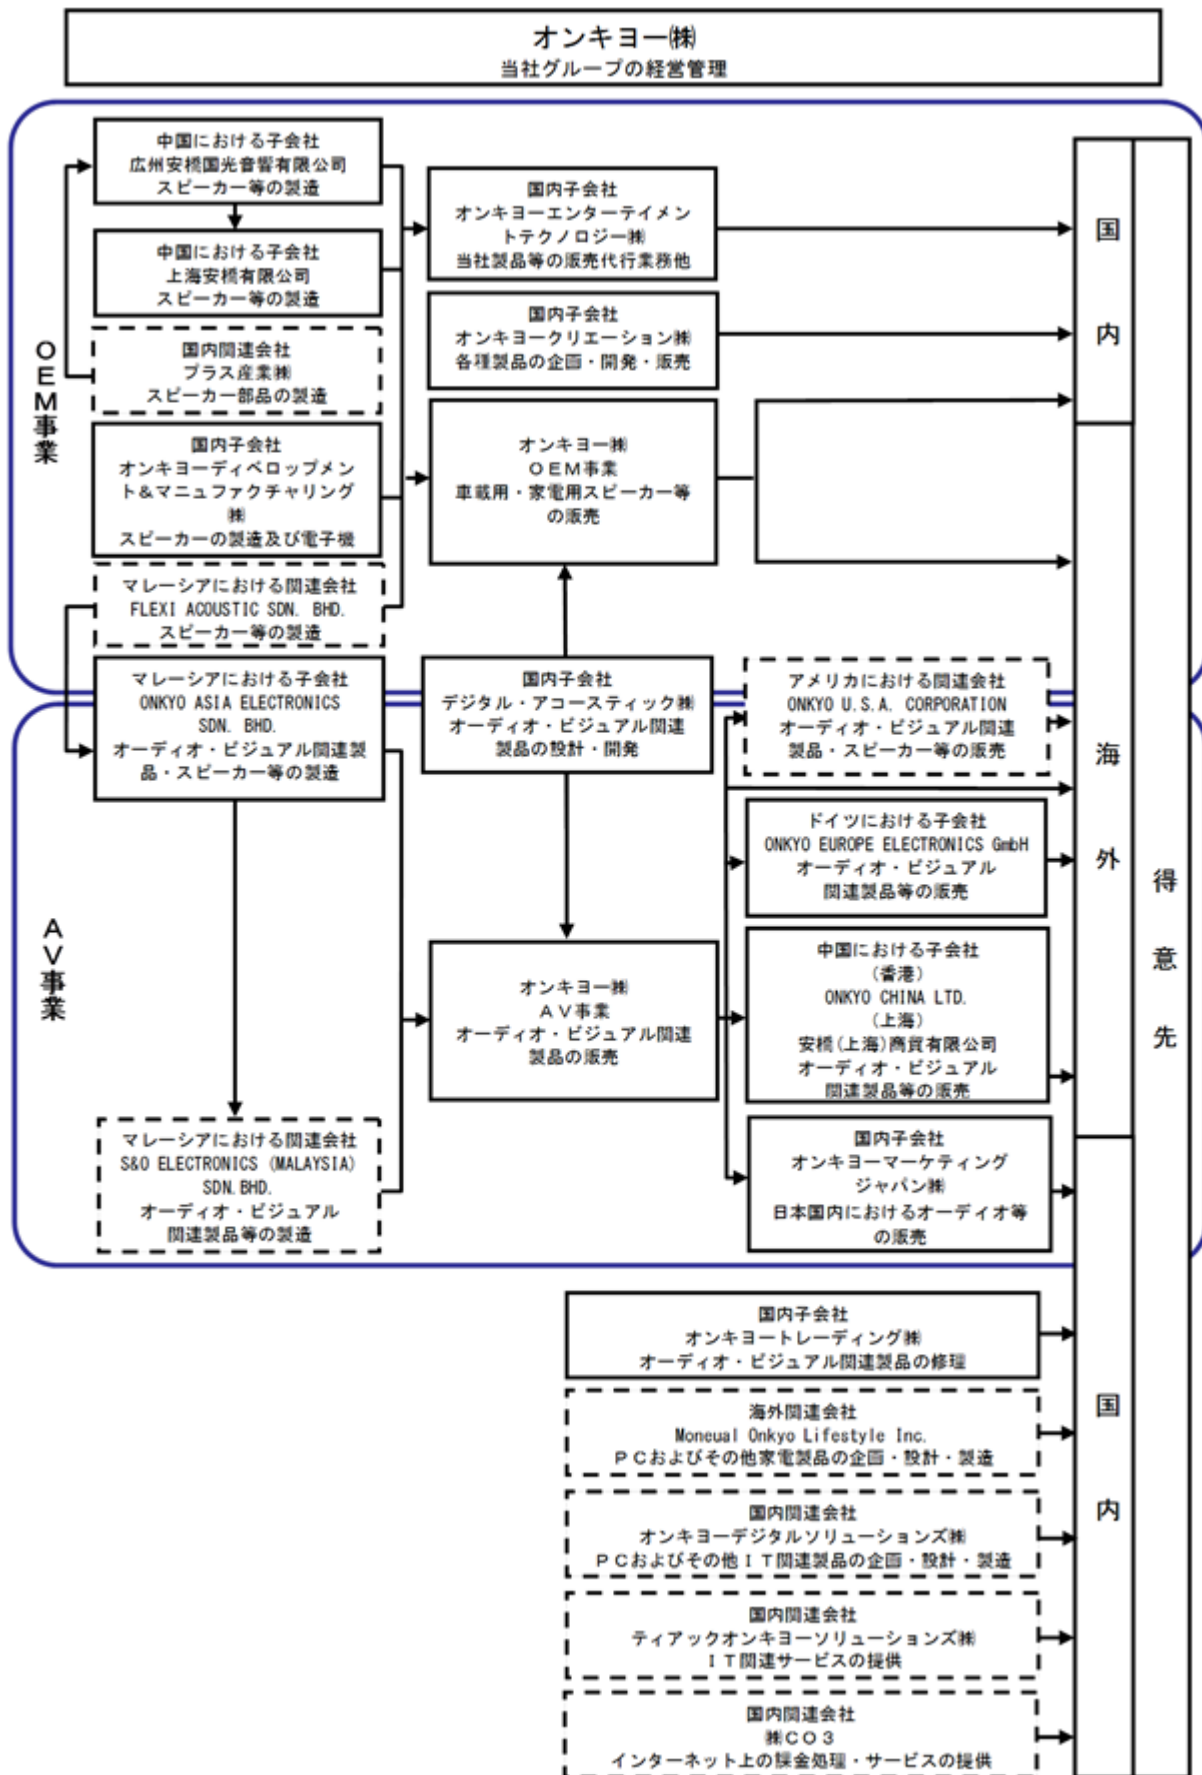 オンキヨー㈱
当社グループの経営管理
OEM事業
中国における子会社
広州安橋国光音響有限公司
スピーカー等の製造
中国における子会社
上海安橋有限公司
スピーカー等の製造
国内関連会社
プラス産業㈱
スピーカー部品の製造
国内子会社
オンキヨーディベロップメン
ト&マニュファクチャリング
㈱
スピーカーの製造及び電子機
マレーシアにおける関連会社
FLEXI ACOUSTIC SDN. BHD.
スピーカー等の製造
国内子会社
オンキヨーエンターテイメン
トテクノロジー㈱
当社製品等の販売代行業務他
国内子会社
オンキヨークリエーション㈱
各種製品の企画・開発・販売
オンキヨー㈱
OEM事業
車載用・家電用スピーカー等
の販売
マレーシアにおける子会社
ONKYO ASIA ELECTRONICS
SDN. BHD.
オーディオ・ビジュアル関連製
品・スピーカー等の製造
国内子会社
デジタル・アコースティック㈱
オーディオ・ビジュアル関連
製品の設計・開発
アメリカにおける関連会社
ONKYO U.S.A. CORPORATION
オーディオ・ビジュアル関連
製品・スピーカー等の販売
AV事業
ドイツにおける子会社
ONKYO EUROPE ELECTRONICS GmbH
オーディオ・ビジュアル
関連製品等の販売
オンキヨー㈱
AV事業
オーディオ・ビジュアル関連
製品の販売
中国における子会社
(香港)
ONKYO CHINA LTD.
(上海)
安橋(上海)商貿有限公司
オーディオ・ビジュアル
関連製品等の販売
マレーシアにおける関連会社
S&O ELECTRONICS (MALAYSIA)
SDN.BHD.
オーディオ・ビジュアル
関連製品等の製造
国内子会社
オンキヨーマーケティング
ジャパン㈱
日本国内におけるオーディオ等
の販売
国内子会社
オンキヨートレーディング㈱
オーディオ・ビジュアル関連製品の修理
海外関連会社
Moneual Onkyo Lifestyle Inc.
PCおよびその他家電製品の企画・設計・製造
国内関連会社
オンキヨーデジタルソリューションズ㈱
PCおよびその他IT関連製品の企画・設計・製造
国内関連会社
ティアックオンキヨーソリューションズ㈱
IT関連サービスの提供
国内関連会社
㈱CO3
インターネット上の課金処理・サービスの提供
国内
海外
国内
得意先